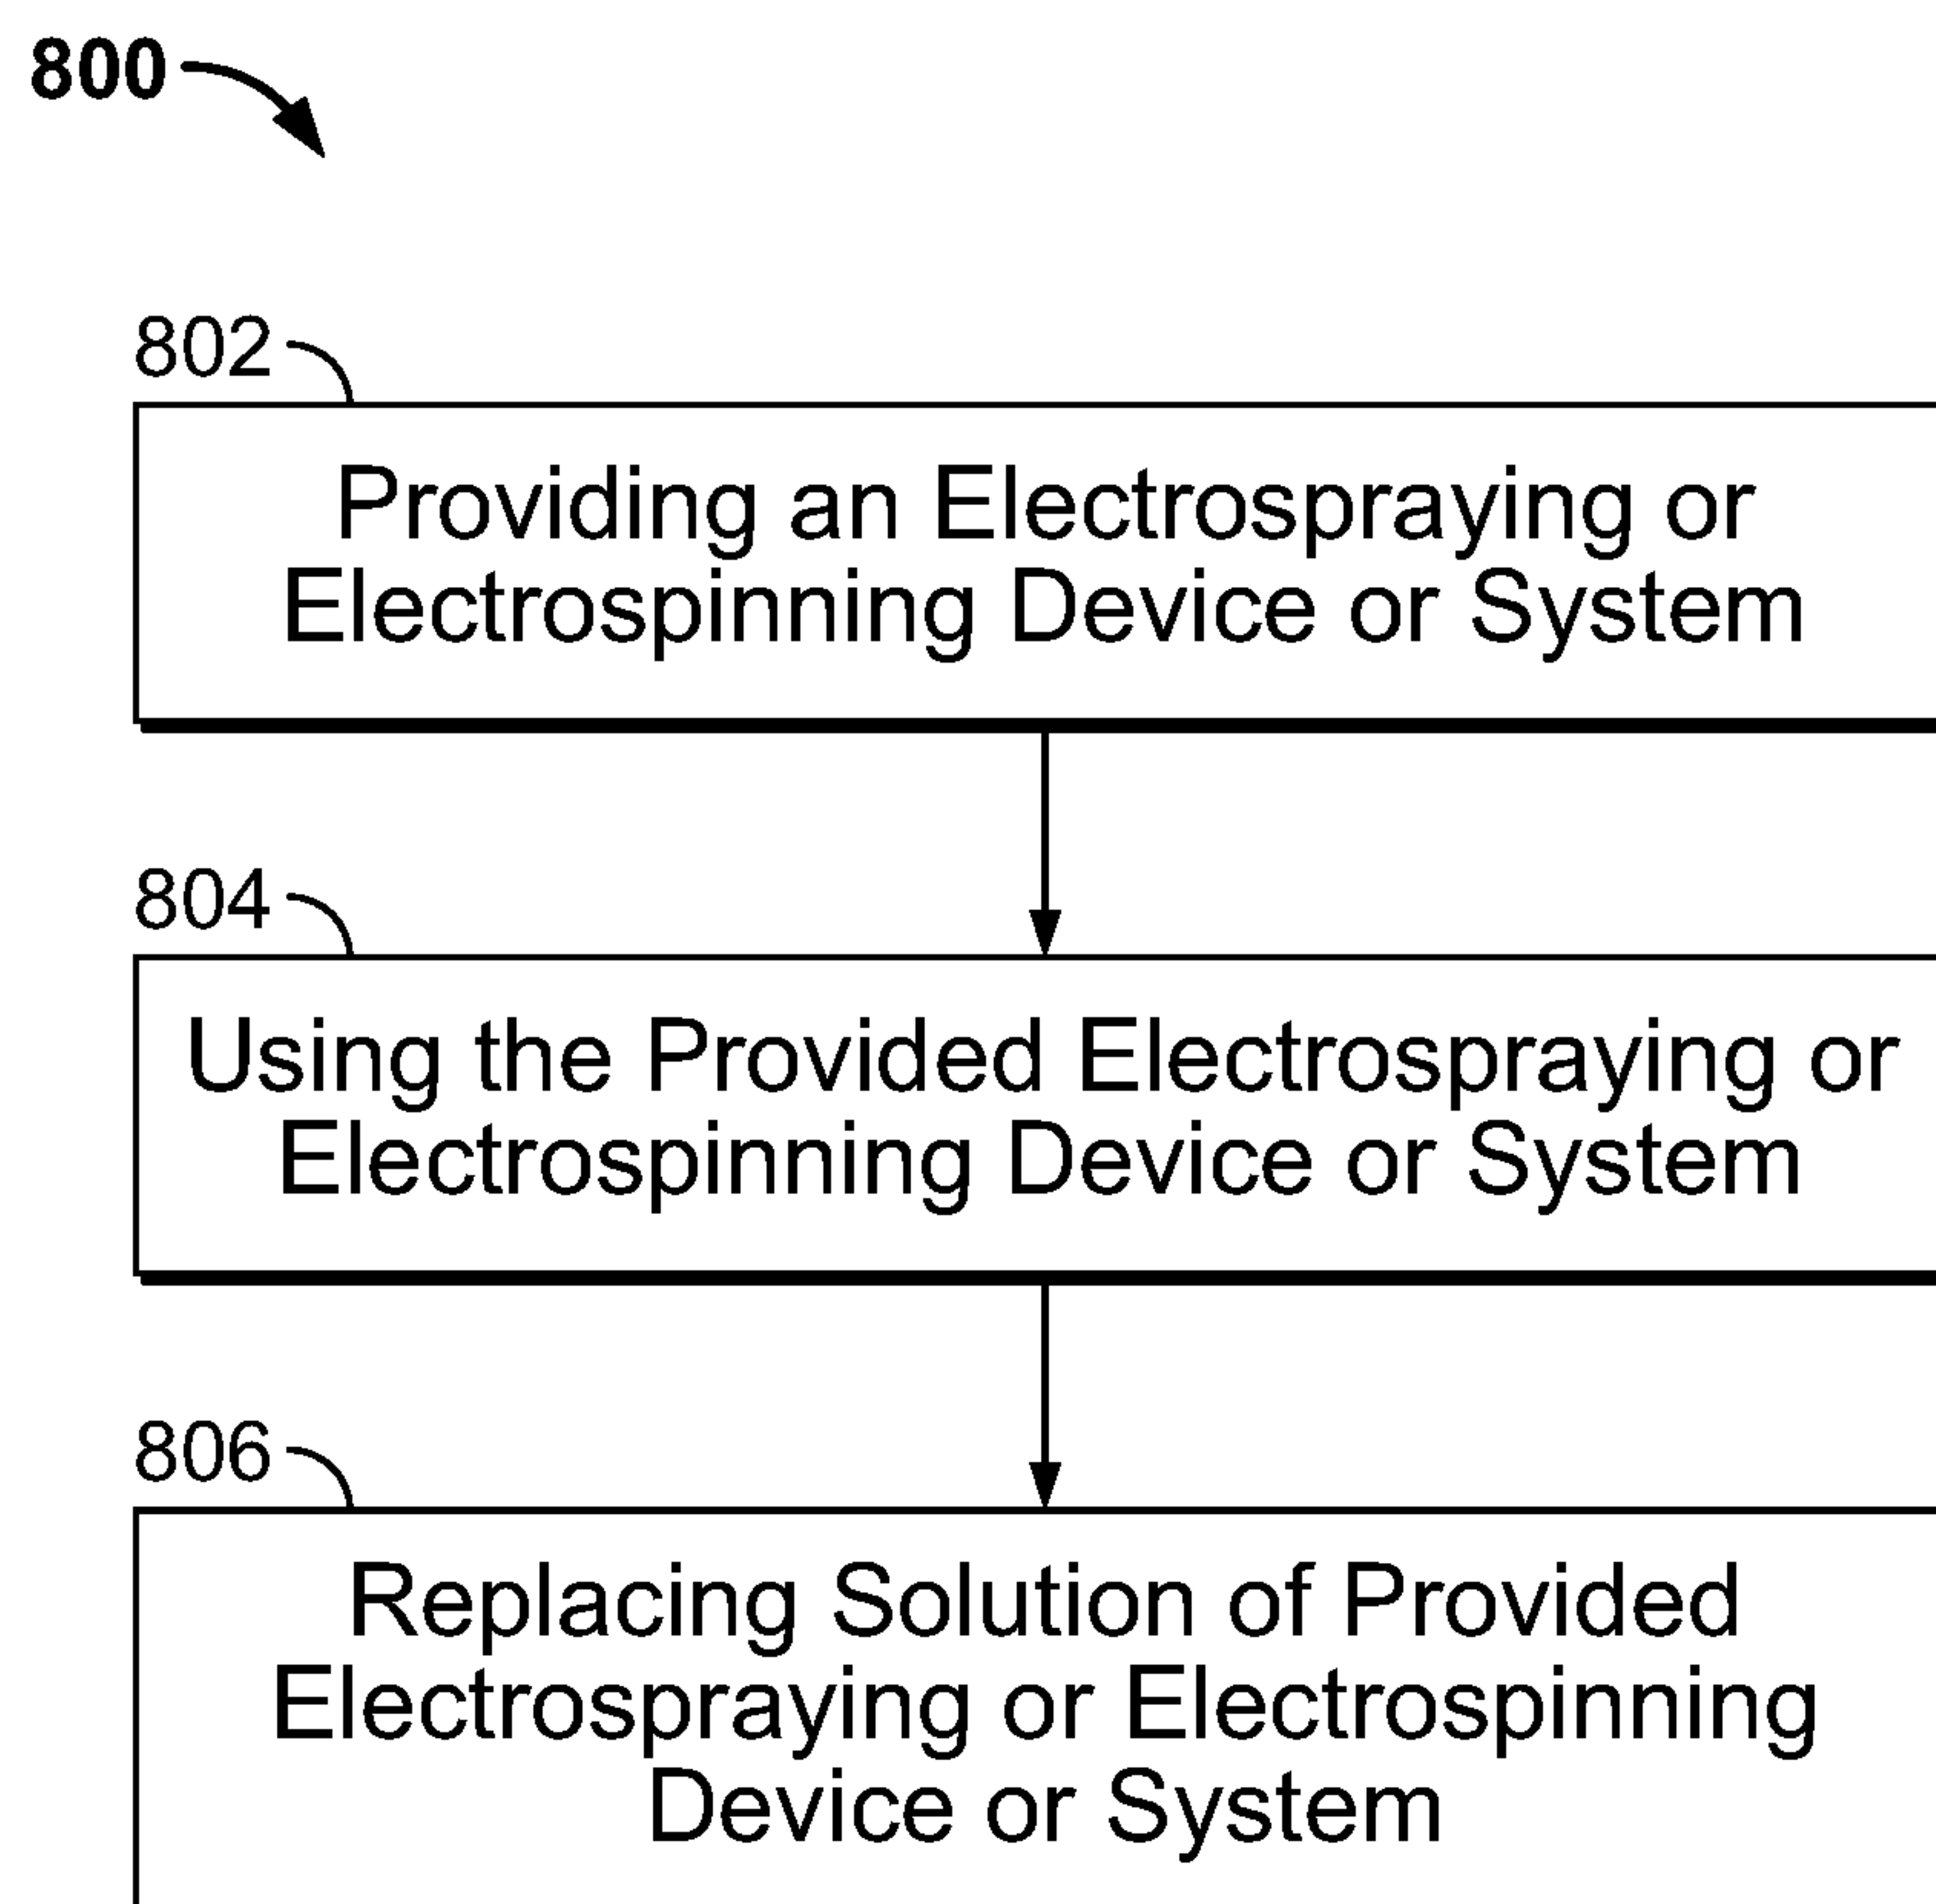 800
802
Providing an Electrospraying or
Electrospinning Device or System
804
Using the Provided Electrospraying or
Electrospinning Device or System
806
Replacing Solution of Provided
Electrospraying or Electrospinning
Device or System